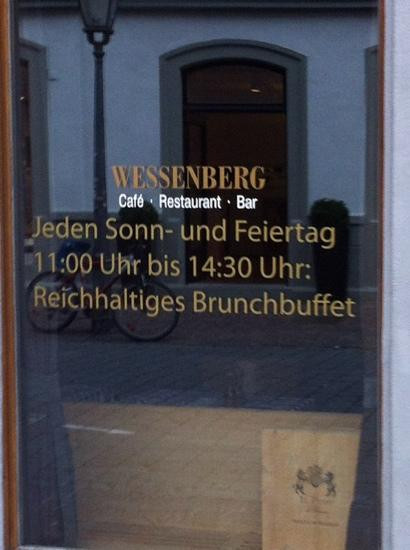 WESSENBERG
Café · Restaurant · Bar
Jeden Sonn- und Feiertag
11:00 Uhr bis 14:30 Uhr:
Reichhaltiges Brunchbuffet